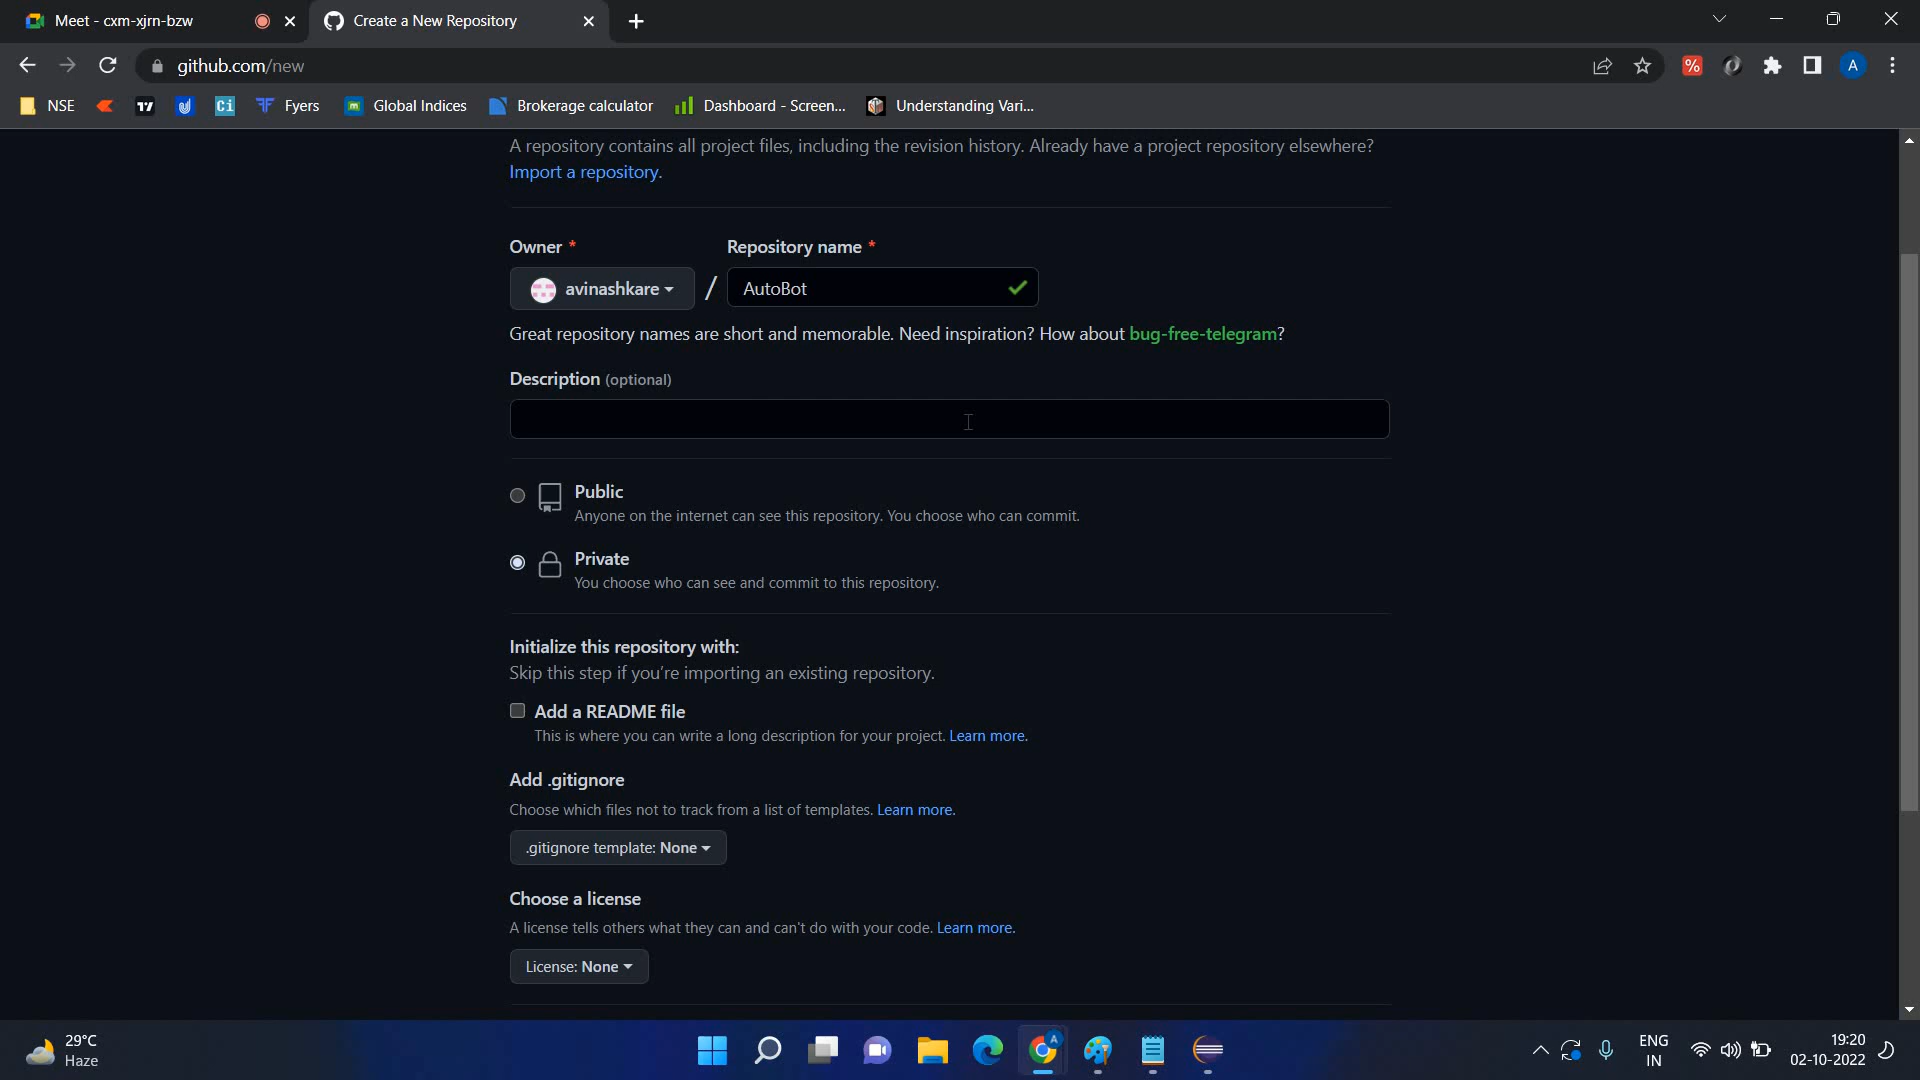 Meet - cxm-xjrn-bzw
Create a New Repository
github.com/new
%
A
NSE
Ci
Fyers
Global Indices
Brokerage calculator
Dashboard - Screen...
Understanding Vari...
A repository contains all project files, including the revision history. Already have a project repository elsewhere?
Import a repository.
Owner *
Repository name *
avinashkare
/
AutoBot
Great repository names are short and memorable. Need inspiration? How about bug-free-telegram?
Description (optional)
Public
Anyone on the internet can see this repository. You choose who can commit.
Private
You choose who can see and commit to this repository.
Initialize this repository with:
Skip this step if you're importing an existing repository.
Add a README file
This is where you can write a long description for your project. Learn more.
Add .gitignore
Choose which files not to track from a list of templates. Learn more.
.gitignore template: None
Choose a license
A license tells others what they can and can't do with your code. Learn more.
License: None
29°C
Haze
A
ENG
IN
19:20
02-10-2022